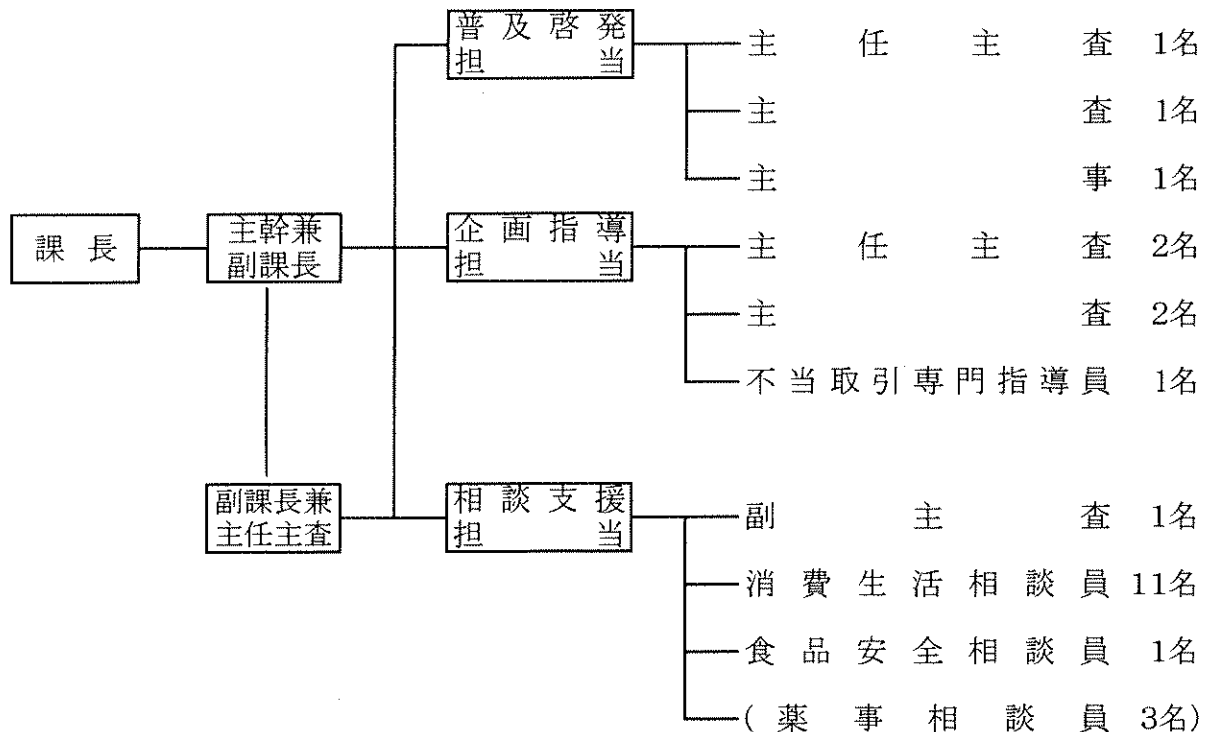 普及啓発
担当
主任主査 1名
主査 1名
主事 1名
課長
主幹兼
副課長
企画指導
担当
主任主査 2名
主査 2名
不当取引専門指導員 1名
副課長兼
主任主査
相談支援
担当
副主査 1名
消費生活相談員 11名
食品安全相談員 1名
(薬事相談員 3名)